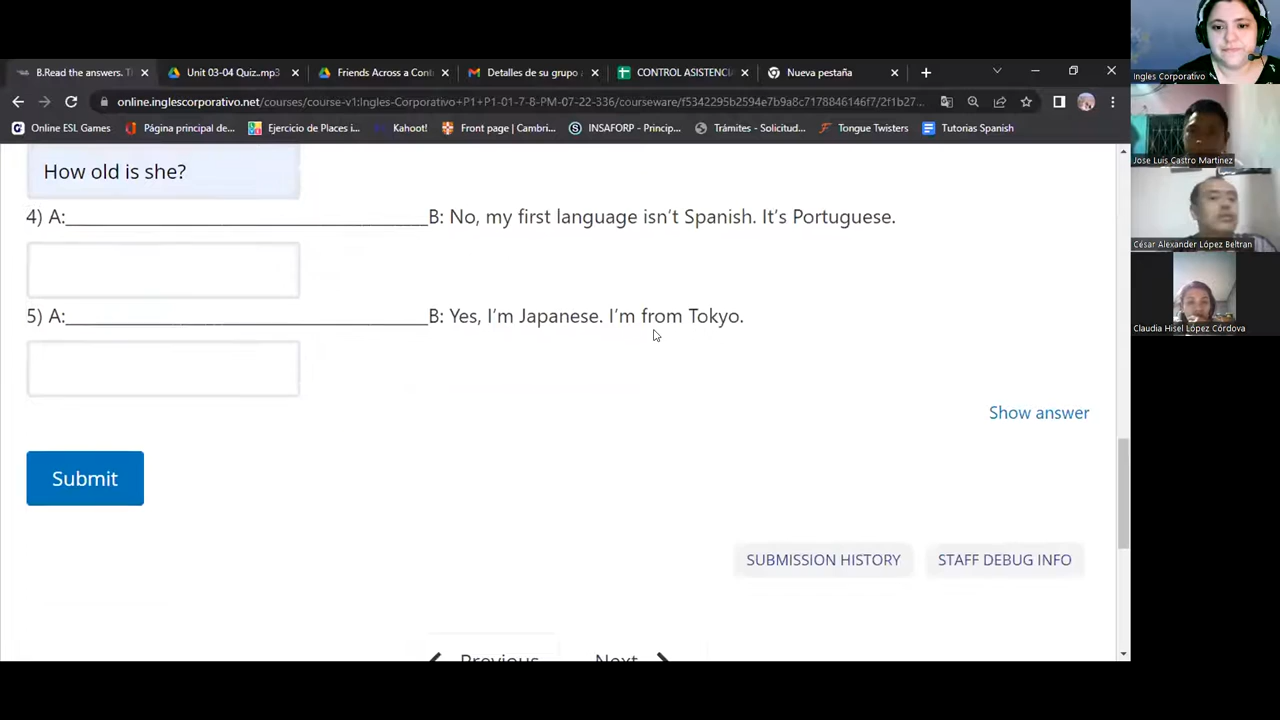 B.Read the answers. T
Unit 03-04 Quiz.mp3
Friends Across a Cont
Detalles de su grupo
CONTROL ASISTENCI
Nueva pestaña
online.inglescorporativo.net/courses/course-v1:Ingles-Corporativo+P1+P1-01-7-8-PM-07-22-336/courseware/f5342295b2594e7b9a8c7178846146f7/2f1b27...
Online ESL Games
Página principal de...
Ejercicio de Places i...
Kahoot!
Front page | Cambri...
INSAFORP - Princip...
Trámites - Solicitud...
Tongue Twisters
Tutorias Spanish
How old is she?
4) A:________________________________________B: No, my first language isn't Spanish. It's Portuguese.
5) A:________________________________________B: Yes, I'm Japanese. I'm from Tokyo.
Show answer
Submit
SUBMISSION HISTORY
STAFF DEBUG INFO
Previous
Next
Ingles Corporativo
Jose Luis Castro Martinez
César Alexander López Beltran
Claudia Hisel López Córdova